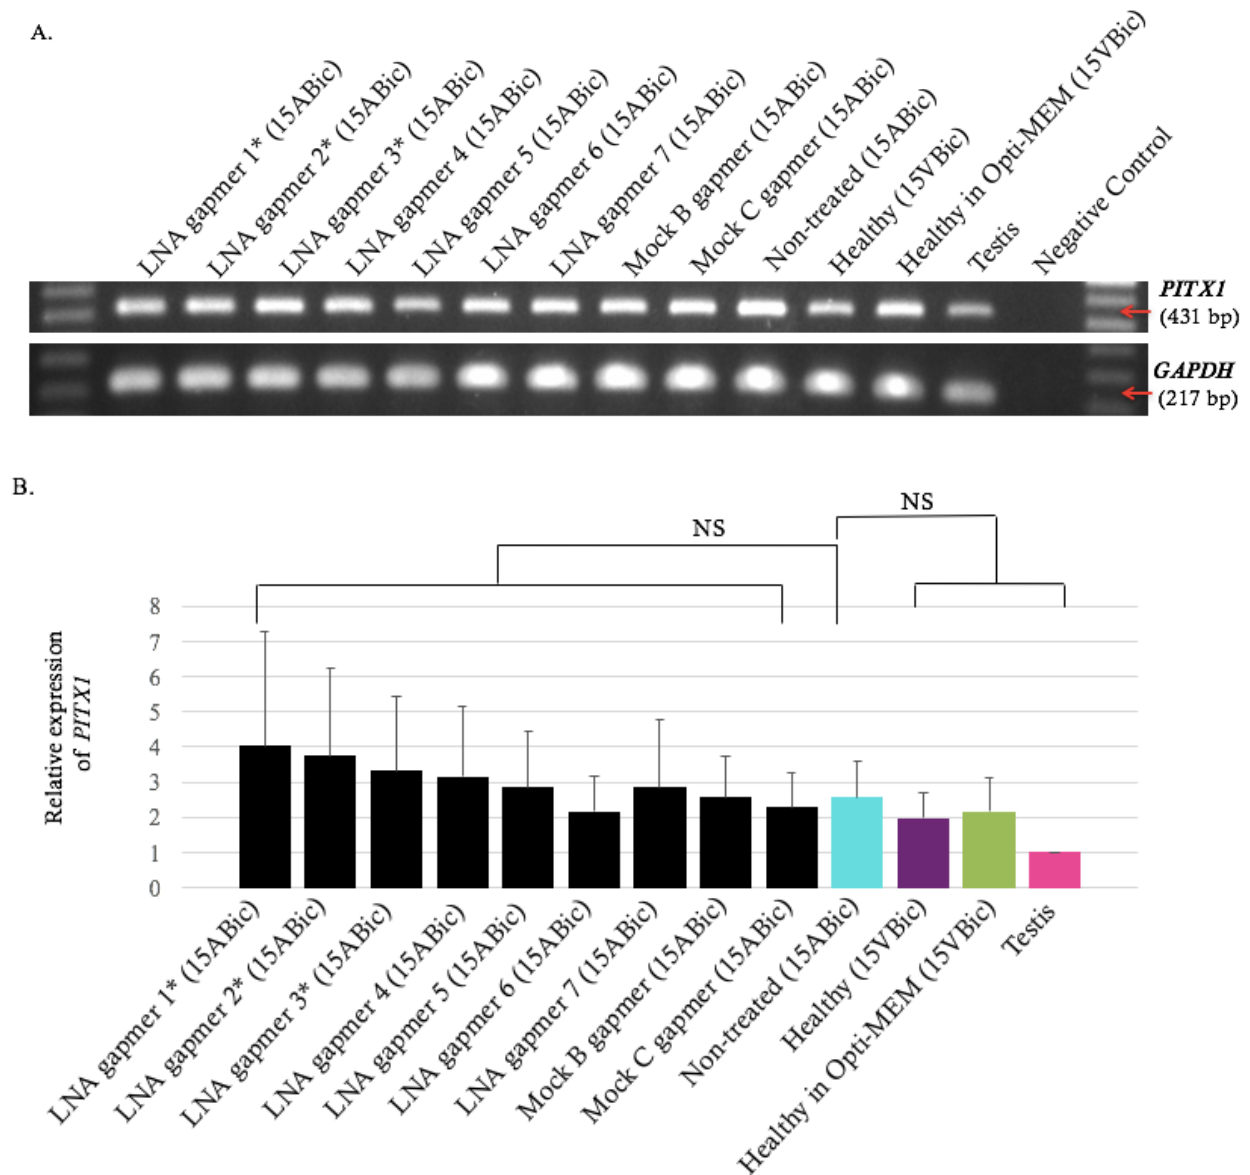 A.
LNA gapmer 1* (15ABic)
LNA gapmer 2* (15ABic)
LNA gapmer 3* (15ABic)
LNA gapmer 4 (15ABic)
LNA gapmer 5 (15ABic)
LNA gapmer 6 (15ABic)
LNA gapmer 7 (15ABic)
Mock B gapmer (15ABic)
Mock C gapmer (15ABic)
Non-treated (15ABic)
Healthy (15VBic)
Healthy in Opti-MEM (15VBic)
Testis
Negative Control
PITX1
(431 bp)
GAPDH
(217 bp)
B.
NS
NS
8
7
6
5
4
3
2
1
0
Relative expression
of PITX1
LNA gapmer 1* (15ABic)
LNA gapmer 2* (15ABic)
LNA gapmer 3* (15ABic)
LNA gapmer 4 (15ABic)
LNA gapmer 5 (15ABic)
LNA gapmer 6 (15ABic)
LNA gapmer 7 (15ABic)
Mock B gapmer (15ABic)
Mock C gapmer (15ABic)
Non-treated (15ABic)
Healthy (15VBic)
Healthy in Opti-MEM (15VBic)
Testis